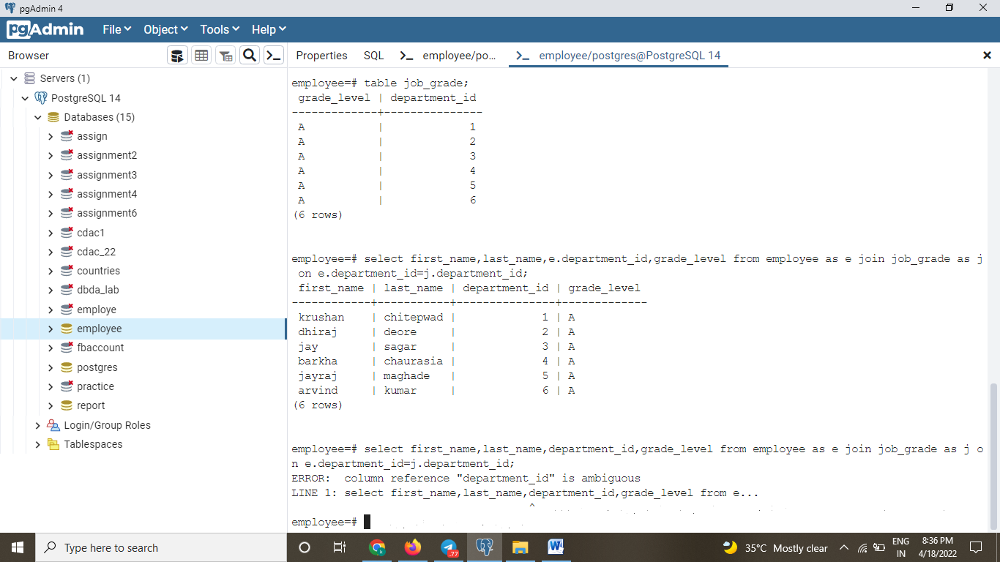 pgAdmin 4
pgAdmin File Object Tools Help
Browser
Properties SQL employee/po... employee/postgres@PostgreSQL 14
Servers (1)
PostgreSQL 14
Databases (15)
assign
assignment2
assignment3
assignment4
assignment6
cdac1
cdac_22
countries
dbda_lab
employe
employee
fbaccount
postgres
practice
report
Login/Group Roles
Tablespaces
employee=# table job_grade;
grade_level | department_id
-------------+---------------
A | 1
A | 2
A | 3
A | 4
A | 5
A | 6
(6 rows)
employee=# select first_name,last_name,e.department_id,grade_level from employee as e join job_grade as j
on e.department_id=j.department_id;
first_name | last_name | department_id | grade_level
------------+-----------+---------------+-------------
krushan | chitepwad | 1 | A
dhiraj | deore | 2 | A
jay | sagar | 3 | A
barkha | chaurasia | 4 | A
jayraj | maghade | 5 | A
arvind | kumar | 6 | A
(6 rows)
employee=# select first_name,last_name,department_id,grade_level from employee as e join job_grade as j o
n e.department_id=j.department_id;
ERROR: column reference "department_id" is ambiguous
LINE 1: select first_name,last_name,department_id,grade_level from e...
^
employee=#
Type here to search
.77
35°C Mostly clear
ENG
IN
8:36 PM
4/18/2022